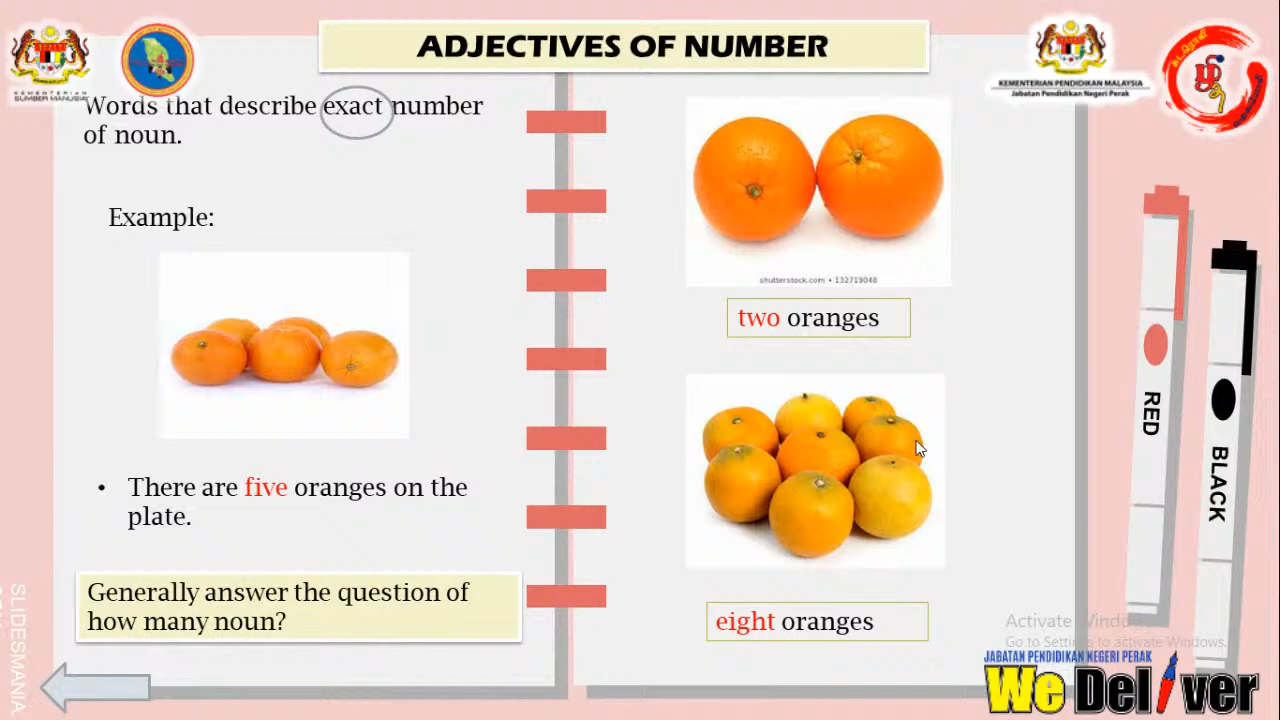 ADJECTIVES OF NUMBER
KEMENTERIAN
SUMBER MANUSIA
KEMENTERIAN PENDIDIKAN MALAYSIA
Jabatan Pendidikan Negeri Perak
Words that describe exact number
of noun.
Example:
• There are five oranges on the
plate.
Generally answer the question of
how many noun?
shutterstock.com • 132719048
two oranges
eight oranges
RED
BLACK
SLIDESMANIA
Activate Windows
Go to Settings to activate Windows.
JABATAN PENDIDIKAN NEGERI PERAK
We Deliver